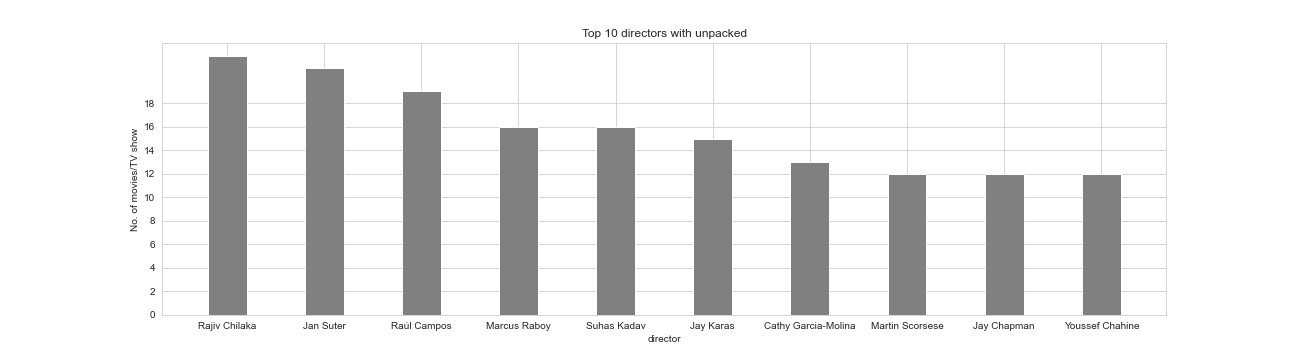 Top 10 directors with unpacked
No. of movies/TV show
18
16
14
12
10
8
6
4
2
0
Rajiv Chilaka Jan Suter Raúl Campos Marcus Raboy Suhas Kadav Jay Karas Cathy Garcia-Molina Martin Scorsese Jay Chapman Youssef Chahine
director